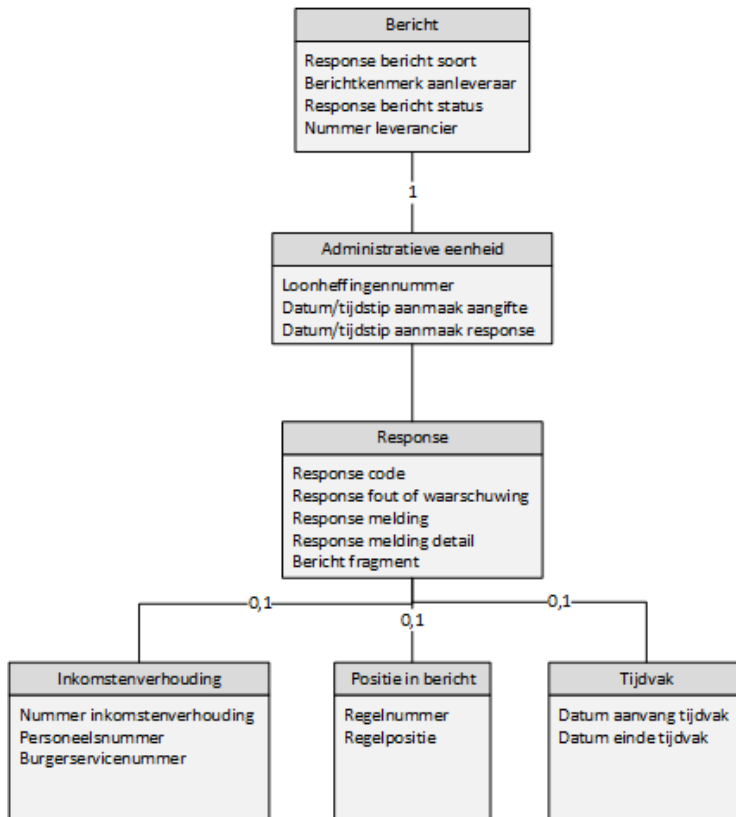 Bericht
Response bericht soort
Berichtkenmerk aanleveraar
Response bericht status
Nummer leverancier
1
Administratieve eenheid
Loonheffingennummer
Datum/tijdstip aanmaak aangifte
Datum/tijdstip aanmaak response
Response
Response code
Response fout of waarschuwing
Response melding
Response melding detail
Bericht fragment
0,1
0,1
0,1
Inkomstenverhouding
Nummer inkomstenverhouding
Personeelsnummer
Burgerservicenummer
Positie in bericht
Regelnummer
Regelpositie
Tijdvak
Datum aanvang tijdvak
Datum einde tijdvak